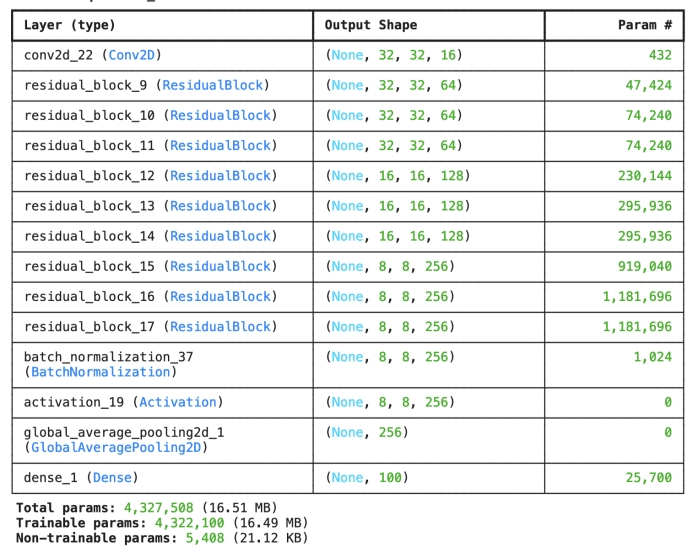 Layer (type) Output Shape Param #
conv2d_22 (Conv2D) (None, 32, 32, 16) 432
residual_block_9 (ResidualBlock) (None, 32, 32, 64) 47,424
residual_block_10 (ResidualBlock) (None, 32, 32, 64) 74,240
residual_block_11 (ResidualBlock) (None, 32, 32, 64) 74,240
residual_block_12 (ResidualBlock) (None, 16, 16, 128) 230,144
residual_block_13 (ResidualBlock) (None, 16, 16, 128) 295,936
residual_block_14 (ResidualBlock) (None, 16, 16, 128) 295,936
residual_block_15 (ResidualBlock) (None, 8, 8, 256) 919,040
residual_block_16 (ResidualBlock) (None, 8, 8, 256) 1,181,696
residual_block_17 (ResidualBlock) (None, 8, 8, 256) 1,181,696
batch_normalization_37 (None, 8, 8, 256) 1,024
(BatchNormalization)
activation_19 (Activation) (None, 8, 8, 256) 0
global_average_pooling2d_1 (None, 256) 0
(GlobalAveragePooling2D)
dense_1 (Dense) (None, 100) 25,700
Total params: 4,327,508 (16.51 MB)
Trainable params: 4,322,100 (16.49 MB)
Non-trainable params: 5,408 (21.12 KB)